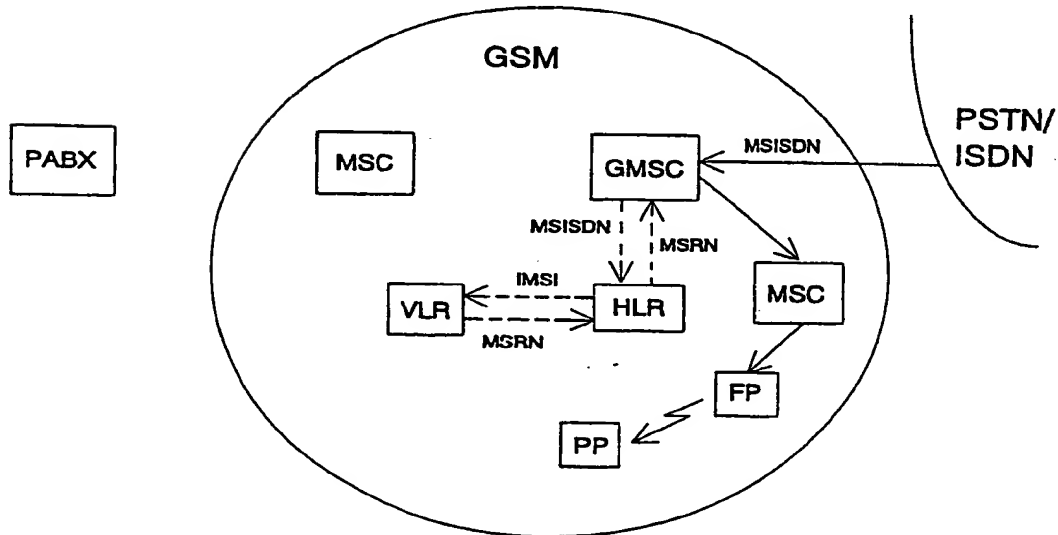 GSM
PABX
MSC
GMSC
MSISDN
PSTN/
ISDN
MSISDN
MSRN
IMSI
VLR
HLR
MSC
MSRN
FP
PP